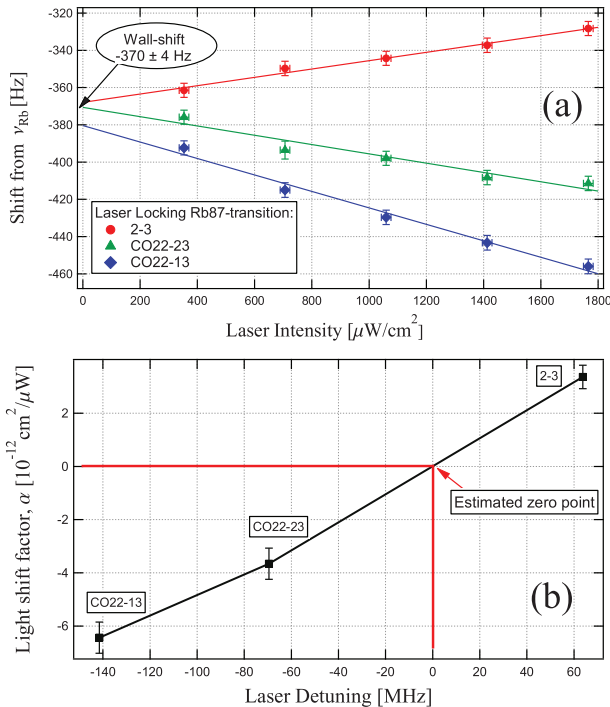 -320
-340
-360
-380
-400
-420
-440
-460
Shift from νRb [Hz]
Wall-shift
-370 ± 4 Hz
(a)
Laser Locking Rb87-transition:
2-3
CO22-23
CO22-13
0 200 400 600 800 1000 1200 1400 1600 1800
Laser Intensity [μW/cm²]
2
0
-2
-4
-6
Light shift factor, α [10⁻¹² cm²/μW]
2-3
Estimated zero point
CO22-23
CO22-13
(b)
-140 -120 -100 -80 -60 -40 -20 0 20 40 60
Laser Detuning [MHz]